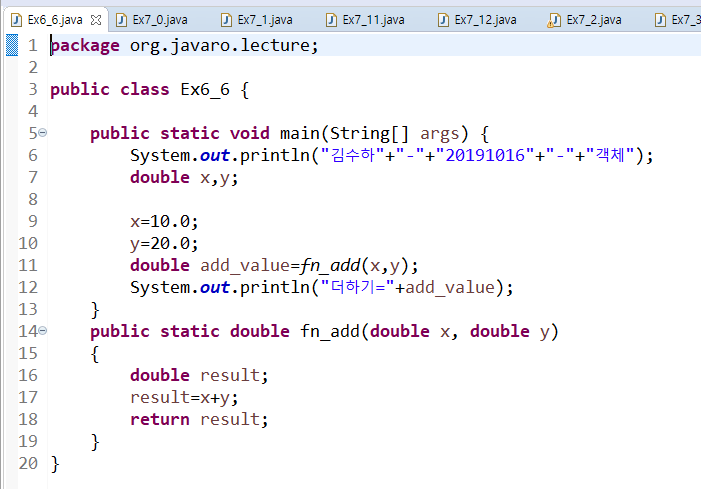 Ex6_6.java Ex7_0.java Ex7_1.java Ex7_11.java Ex7_12.java Ex7_2.java Ex7_3
1 package org.javaro.lecture;
2
3 public class Ex6_6 {
4
5 public static void main(String[] args) {
6 System.out.println("김수하"+"-"+"20191016"+"-"+"객체");
7 double x,y;
8
9 x=10.0;
10 y=20.0;
11 double add_value=fn_add(x,y);
12 System.out.println("더하기="+add_value);
13 }
14 public static double fn_add(double x, double y)
15 {
16 double result;
17 result=x+y;
18 return result;
19 }
20 }